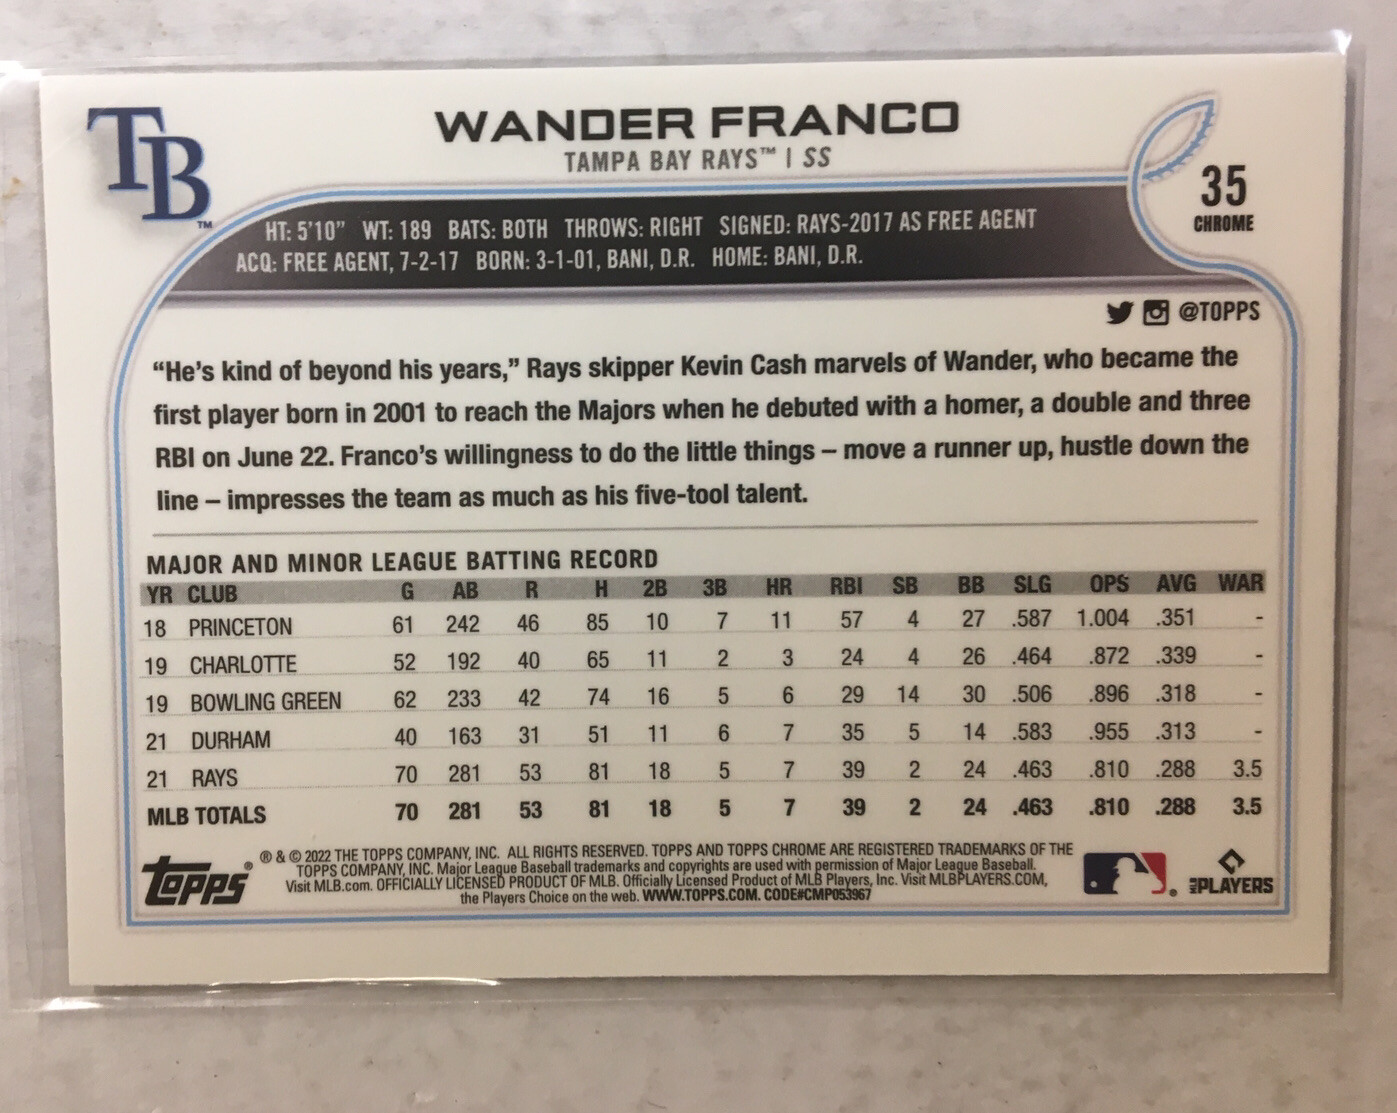 TB™
WANDER FRANCO
TAMPA BAY RAYS™ | SS
35
CHROME
HT: 5'10" WT: 189 BATS: BOTH THROWS: RIGHT SIGNED: RAYS-2017 AS FREE AGENT
ACQ: FREE AGENT, 7-2-17 BORN: 3-1-01, BANI, D.R. HOME: BANI, D.R.
@TOPPS
“He’s kind of beyond his years,” Rays skipper Kevin Cash marvels of Wander, who became the
first player born in 2001 to reach the Majors when he debuted with a homer, a double and three
RBI on June 22. Franco’s willingness to do the little things – move a runner up, hustle down the
line – impresses the team as much as his five-tool talent.
MAJOR AND MINOR LEAGUE BATTING RECORD
YR CLUB G AB R H 2B 3B HR RBI SB BB SLG OPS AVG WAR
18 PRINCETON 61 242 46 85 10 7 11 57 4 27 .587 1.004 .351 -
19 CHARLOTTE 52 192 40 65 11 2 3 24 4 26 .464 .872 .339 -
19 BOWLING GREEN 62 233 42 74 16 5 6 29 14 30 .506 .896 .318 -
21 DURHAM 40 163 31 51 11 6 7 35 5 14 .583 .955 .313 -
21 RAYS 70 281 53 81 18 5 7 39 2 24 .463 .810 .288 3.5
MLB TOTALS 70 281 53 81 18 5 7 39 2 24 .463 .810 .288 3.5
TOPPS®
® & © 2022 THE TOPPS COMPANY, INC. ALL RIGHTS RESERVED. TOPPS AND TOPPS CHROME ARE REGISTERED TRADEMARKS OF THE
TOPPS COMPANY, INC. Major League Baseball trademarks and copyrights are used with permission of Major League Baseball.
Visit MLB.com. OFFICIALLY LICENSED PRODUCT OF MLB. Officially Licensed Product of MLB Players, Inc. Visit MLBPLAYERS.COM,
the Players Choice on the web. WWW.TOPPS.COM. CODE#CMP053967
®
MLB PLAYERS